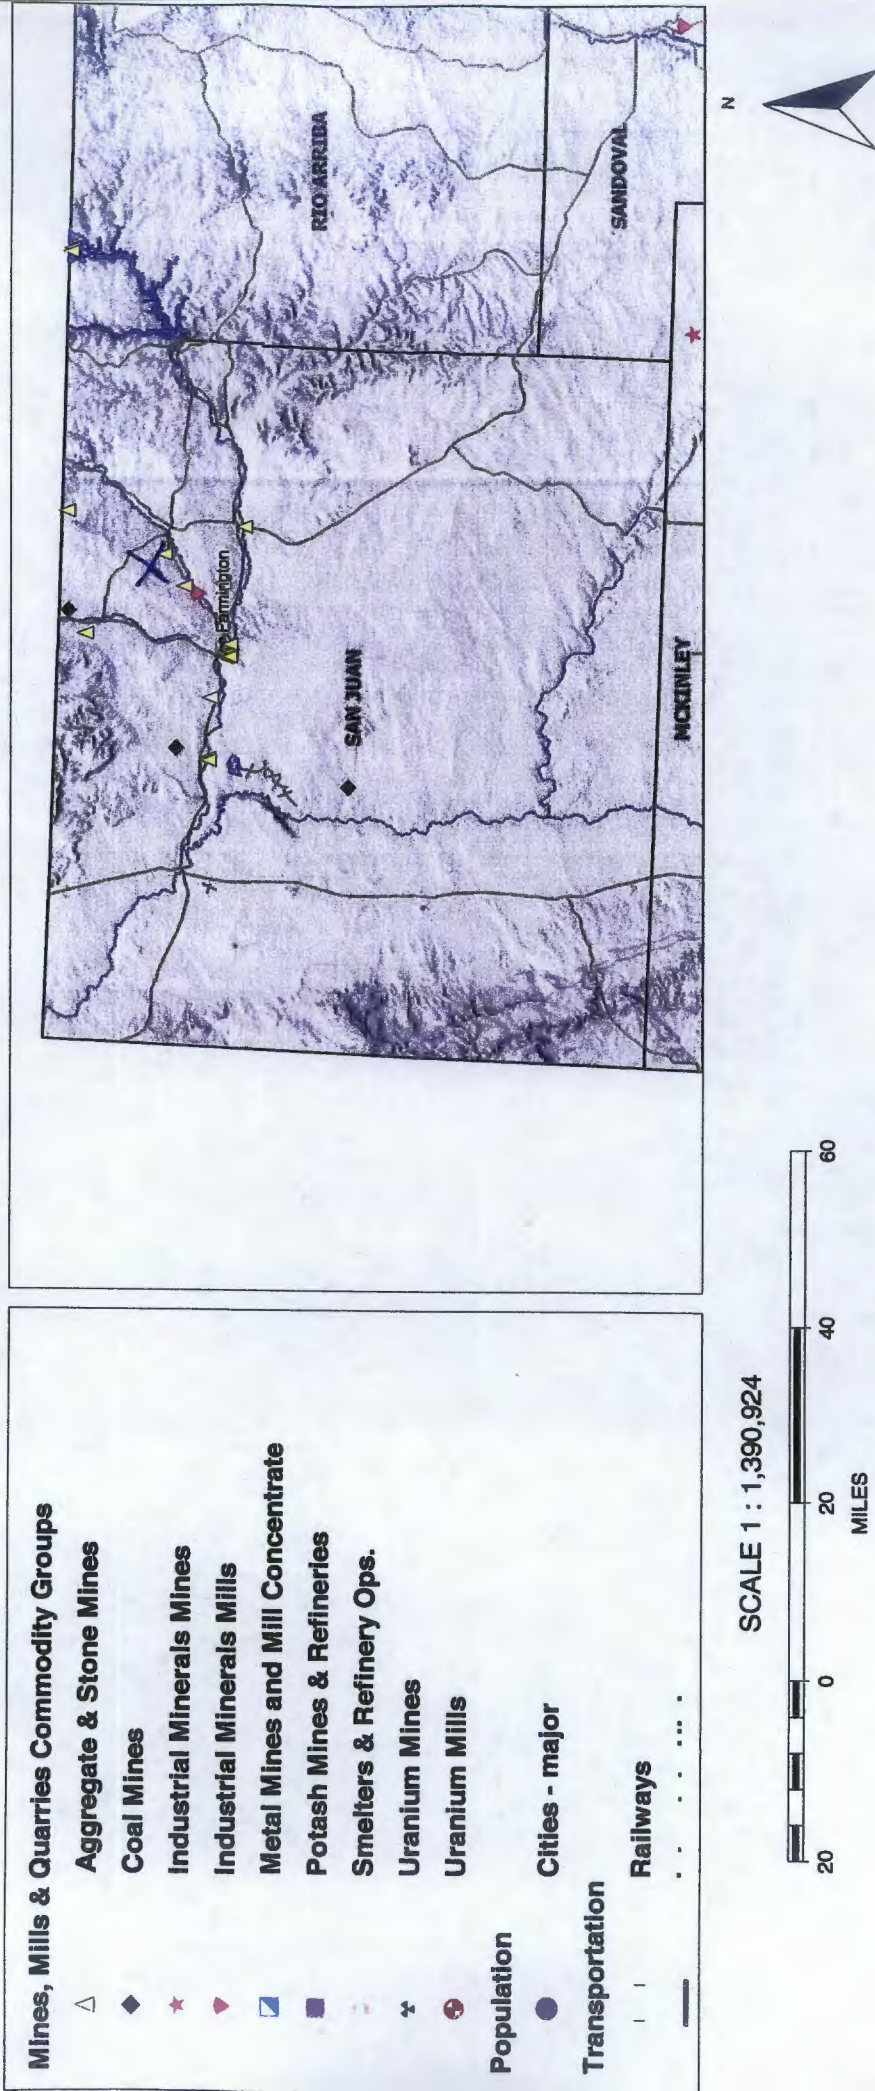 Mines, Mills & Quarries Commodity Groups
Aggregate & Stone Mines
Coal Mines
Industrial Minerals Mines
Industrial Minerals Mills
Metal Mines and Mill Concentrate
Potash Mines & Refineries
Smelters & Refinery Ops.
Uranium Mines
Uranium Mills
Population
Cities - major
Transportation
Railways
Farmington
SAN JUAN
RIO ARRIBA
SANDOVAL
MCKINLEY
SCALE 1 : 1,390,924
20 0 20 40 60
MILES
N